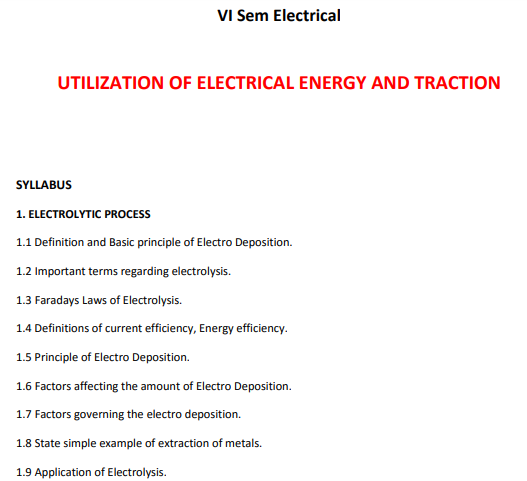 VI Sem Electrical
UTILIZATION OF ELECTRICAL ENERGY AND TRACTION
SYLLABUS
1. ELECTROLYTIC PROCESS
1.1 Definition and Basic principle of Electro Deposition.
1.2 Important terms regarding electrolysis.
1.3 Faradays Laws of Electrolysis.
1.4 Definitions of current efficiency, Energy efficiency.
1.5 Principle of Electro Deposition.
1.6 Factors affecting the amount of Electro Deposition.
1.7 Factors governing the electro deposition.
1.8 State simple example of extraction of metals.
1.9 Application of Electrolysis.